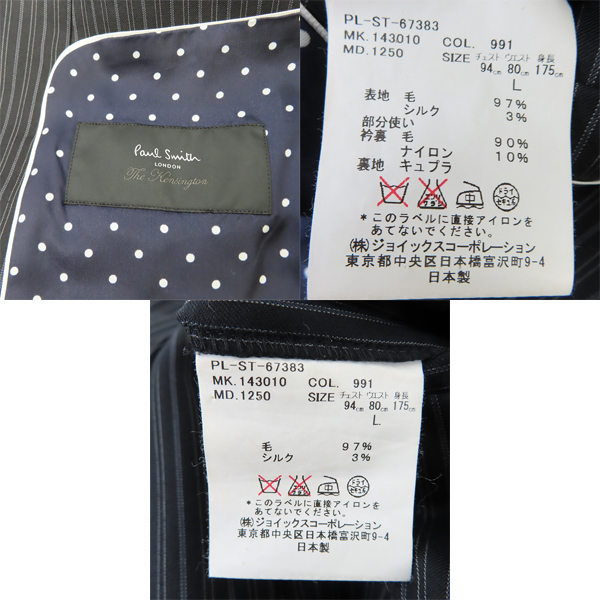 Paul Smith
LONDON
The Kensington
PL-ST-67383
MK.143010 COL. 991
MD.1250 SIZE チェスト ウエスト 身長
94cm 80cm 175cm
L
表地 毛 97%
シルク 3%
部分使い
衿裏 毛 90%
ナイロン 10%
裏地 キュプラ
中 ドライ セキユ系
*このラベルに直接アイロンを
あてないでください。
(株)ジョイックスコーポレーション
東京都中央区日本橋富沢町9-4
日本製
PL-ST-67383
MK.143010 COL. 991
MD.1250 SIZE チェスト ウエスト 身長
94cm 80cm 175cm
L
毛 97%
シルク 3%
中 ドライ セキユ系
*このラベルに直接アイロンを
あてないでください。
(株)ジョイックスコーポレーション
東京都中央区日本橋富沢町9-4
日本製